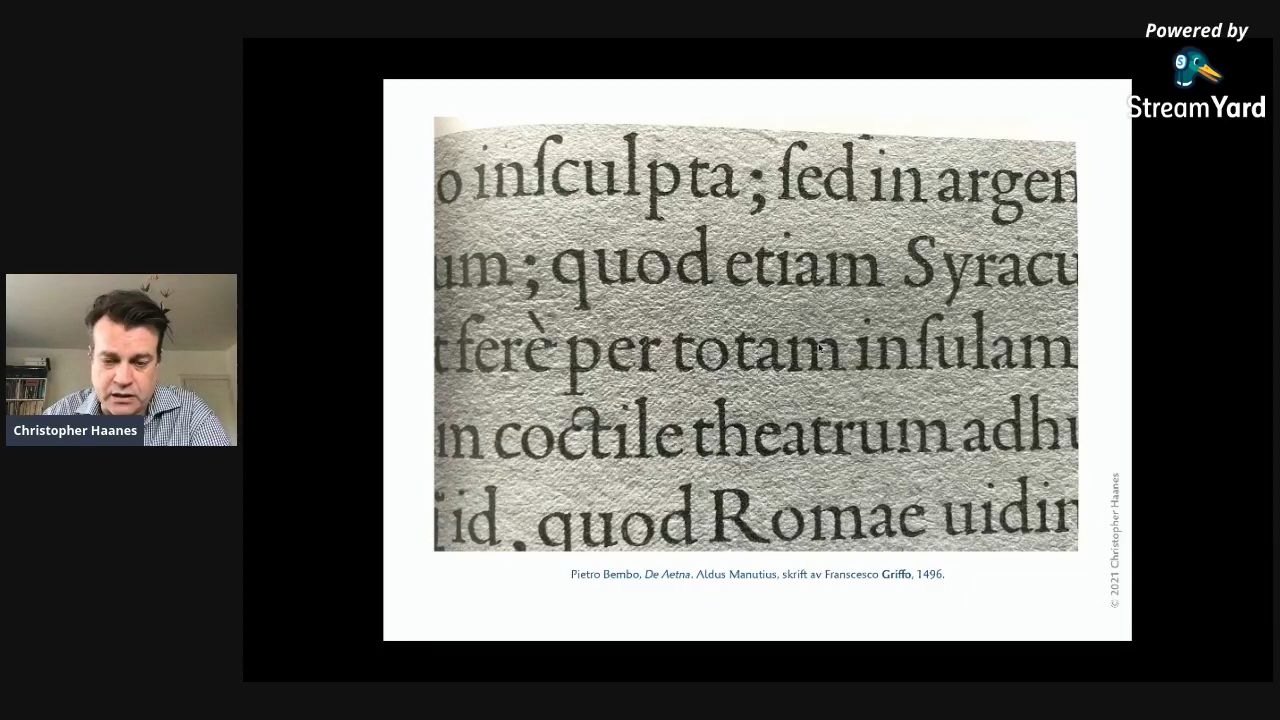 Powered by
StreamYard
o inſculpta; ſed in argen
um; quod etiam Syracu
t ferè per totam inſulam
in coctile theatrum adhu
id, quod Romae uidin
Pietro Bembo, De Aetna. Aldus Manutius, skrift av Franscesco Griffo, 1496.
© 2021 Christopher Haanes
Christopher Haanes